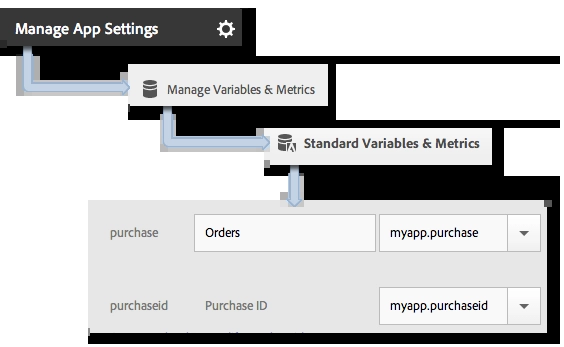 Manage App Settings
Manage Variables & Metrics
Standard Variables & Metrics
purchase Orders myapp.purchase
purchaseid Purchase ID myapp.purchaseid